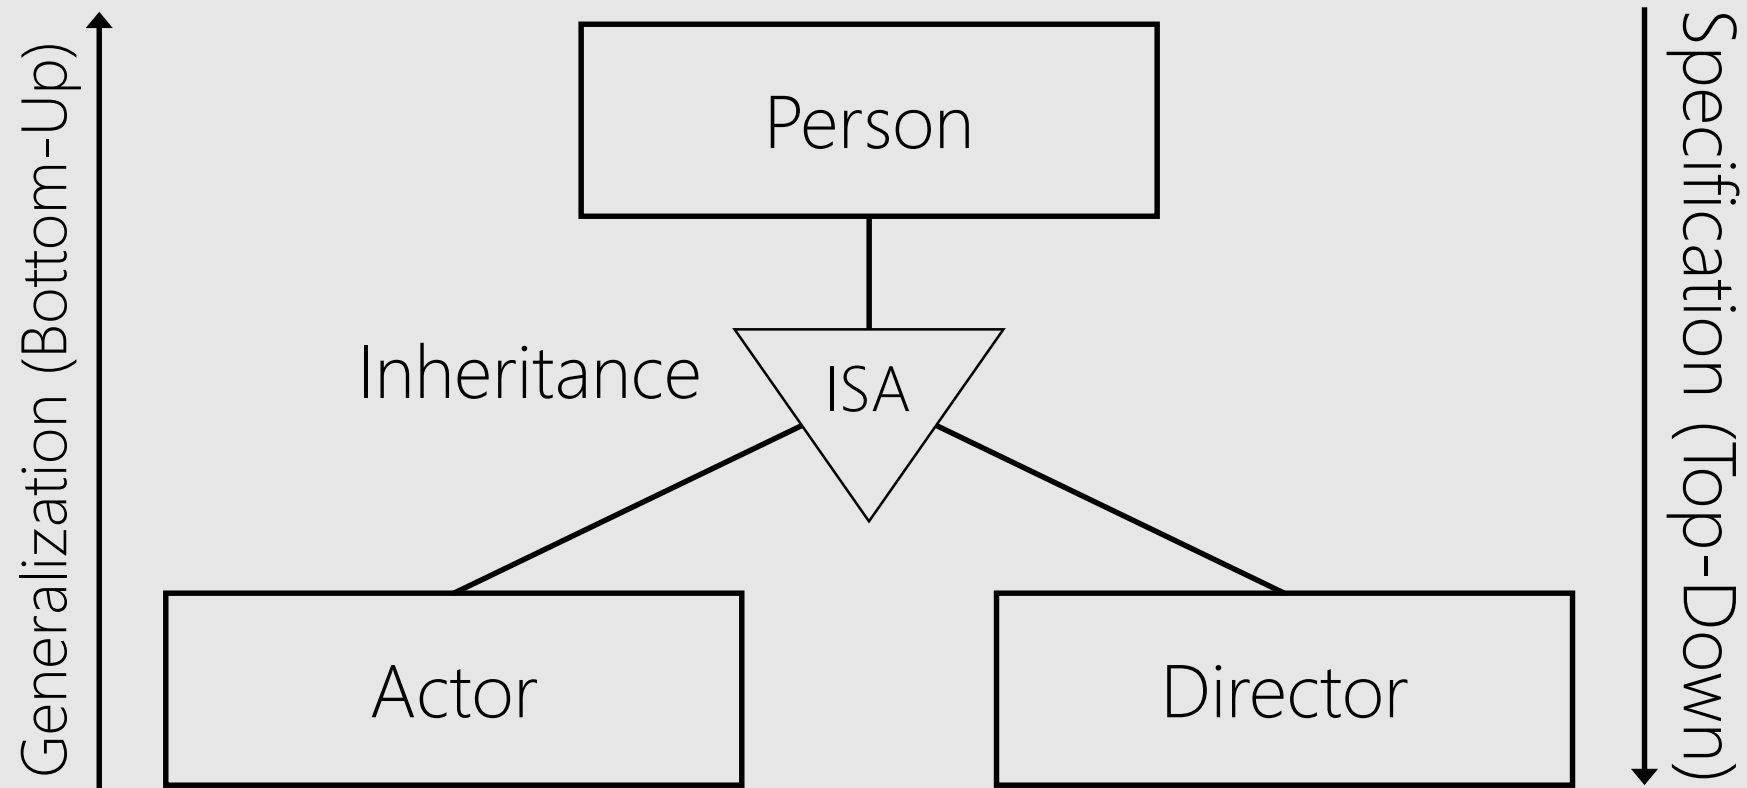 Generalization (Bottom-Up)
Person
Specification (Top-Down)
Inheritance
ISA
Actor
Director